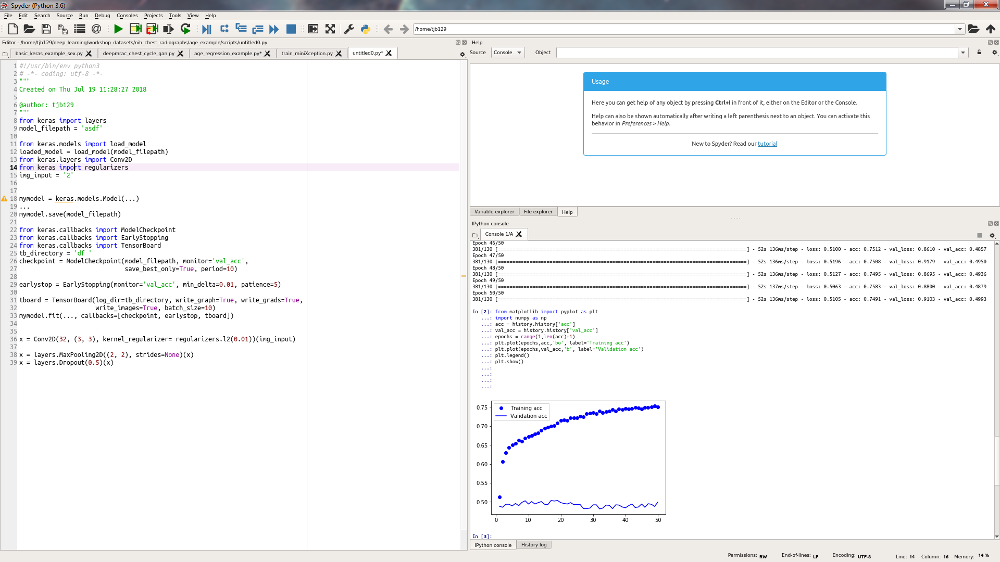 Spyder (Python 3.6)
File Edit Search Source Run Debug Consoles Projects Tools View Help
/home/tjb129
Editor - /home/tjb129/deep_learning/workshop_datasets/nih_chest_radiographs/age_example/scripts/untitled0.py
basic_keras_example_sex.py deepmrac_chest_cycle_gan.py age_regression_example.py* train_miniXception.py untitled0.py*
1 #!/usr/bin/env python3
2 # -*- coding: utf-8 -*-
3 """
4 Created on Thu Jul 19 11:28:27 2018
5
6 @author: tjb129
7 """
8 from keras import layers
9 model_filepath = 'asdf'
10
11 from keras.models import load_model
12 loaded_model = load_model(model_filepath)
13 from keras.layers import Conv2D
14 from keras import regularizers
15 img_input = '2'
16
17
18 mymodel = keras.models.Model(...)
19 ...
20 mymodel.save(model_filepath)
21
22 from keras.callbacks import ModelCheckpoint
23 from keras.callbacks import EarlyStopping
24 from keras.callbacks import TensorBoard
25 tb_directory = 'df '
26 checkpoint = ModelCheckpoint(model_filepath, monitor='val_acc',
27 save_best_only=True, period=10)
28
29 earlystop = EarlyStopping(monitor='val_acc', min_delta=0.01, patience=5)
30
31 tboard = TensorBoard(log_dir=tb_directory, write_graph=True, write_grads=True,
32 write_images=True, batch_size=10)
33 mymodel.fit(..., callbacks=[checkpoint, earlystop, tboard])
34
35
36 x = Conv2D(32, (3, 3), kernel_regularizer= regularizers.l2(0.01))(img_input)
37
38 x = layers.MaxPooling2D((2, 2), strides=None)(x)
39 x = layers.Dropout(0.5)(x)
Help
Source Console Object
Usage
Here you can get help of any object by pressing Ctrl+I in front of it, either on the Editor or the Console.
Help can also be shown automatically after writing a left parenthesis next to an object. You can activate this
behavior in Preferences > Help.
New to Spyder? Read our tutorial
Variable explorer File explorer Help
IPython console
Console 1/A
Epoch 46/50
381/130 [==============================================================================] - 52s 136ms/step - loss: 0.5100 - acc: 0.7512 - val_loss: 0.8610 - val_acc: 0.4857
Epoch 47/50
381/130 [==============================================================================] - 52s 136ms/step - loss: 0.5196 - acc: 0.7508 - val_loss: 0.9179 - val_acc: 0.4950
Epoch 48/50
381/130 [==============================================================================] - 52s 136ms/step - loss: 0.5127 - acc: 0.7495 - val_loss: 0.8695 - val_acc: 0.4936
Epoch 49/50
381/130 [==============================================================================] - 52s 137ms/step - loss: 0.5063 - acc: 0.7583 - val_loss: 0.8800 - val_acc: 0.4879
Epoch 50/50
381/130 [==============================================================================] - 52s 136ms/step - loss: 0.5105 - acc: 0.7491 - val_loss: 0.9103 - val_acc: 0.4993
In [2]: from matplotlib import pyplot as plt
...: import numpy as np
...: acc = history.history['acc']
...: val_acc = history.history['val_acc']
...: epochs = range(1,len(acc)+1)
...: plt.plot(epochs,acc,'bo', label='Training acc')
...: plt.plot(epochs,val_acc,'b', label='Validation acc')
...: plt.legend()
...: plt.show()
...:
...:
...:
...:
Training acc
Validation acc
0.75
0.70
0.65
0.60
0.55
0.50
0 10 20 30 40 50
In [3]:
IPython console History log
Permissions: RW End-of-lines: LF Encoding: UTF-8 Line: 14 Column: 16 Memory: 14 %